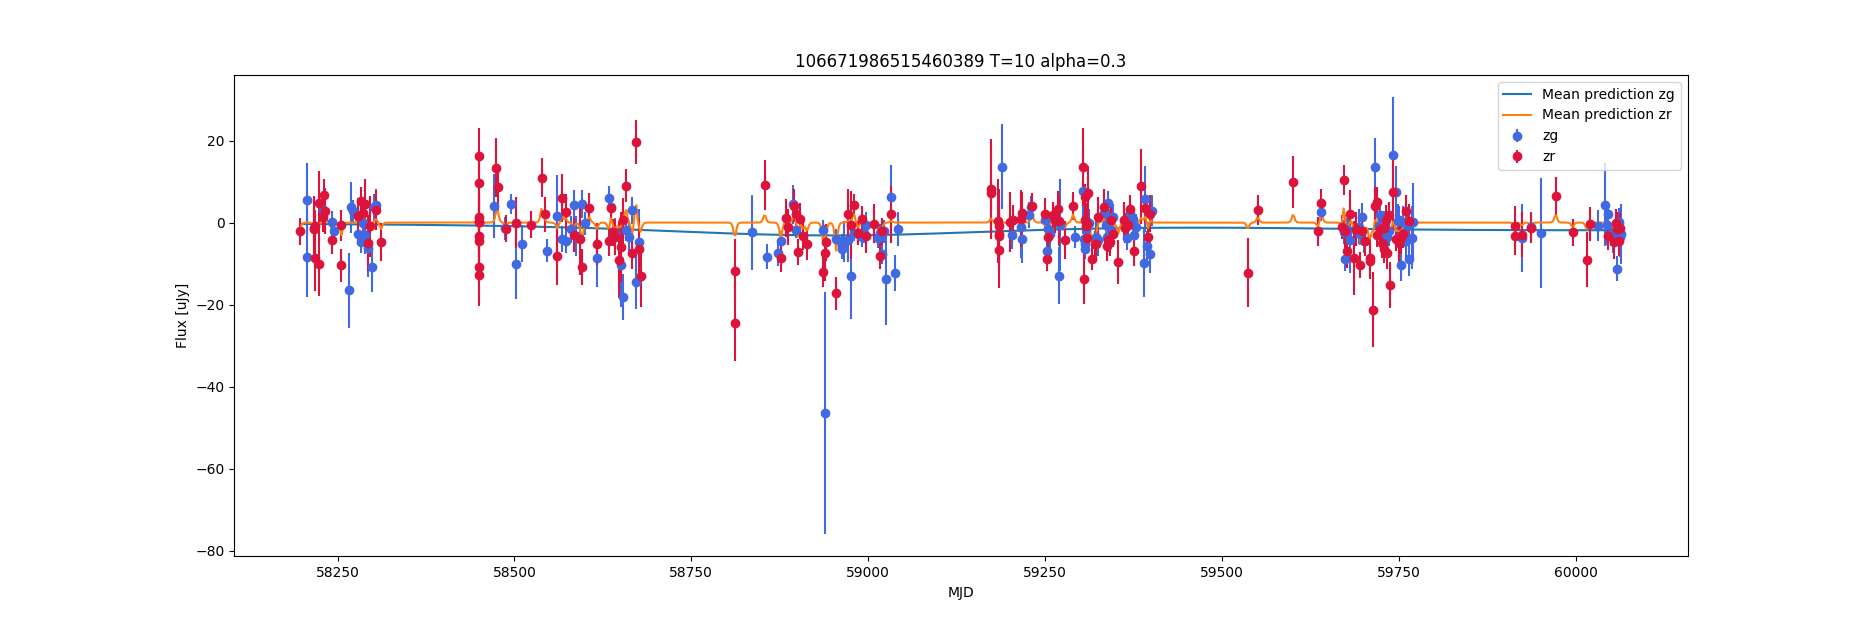 106671986515460389 T=10 alpha=0.3
Mean prediction zg
Mean prediction zr
zg
zr
Flux [uJy]
20
0
−20
−40
−60
−80
58250 58500 58750 59000 59250 59500 59750 60000
MJD